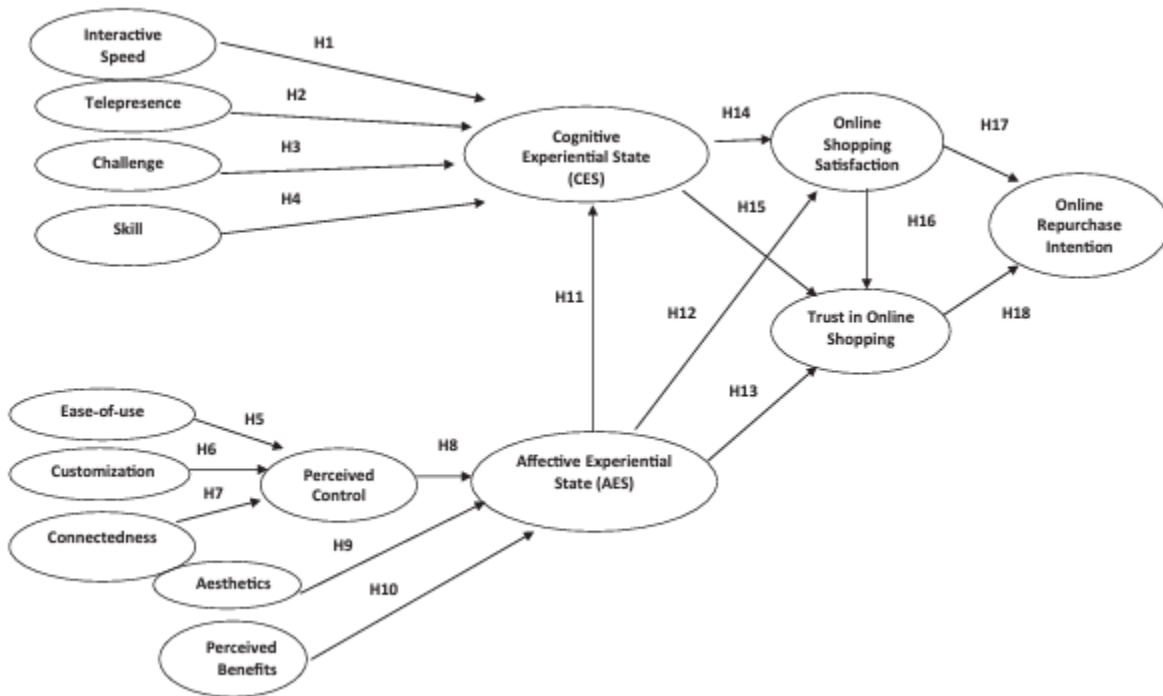 Interactive
Speed
H1
Telepresence
H2
Challenge
H3
Skill
H4
Cognitive
Experiential State
(CES)
H14
Online
Shopping
Satisfaction
H17
H15
H16
Online
Repurchase
Intention
H11
H12
Trust in Online
Shopping
H18
H13
Ease-of-use
H5
Customization
H6
H7
Connectedness
Perceived
Control
H8
Affective Experiential
State (AES)
Aesthetics
H9
H10
Perceived
Benefits